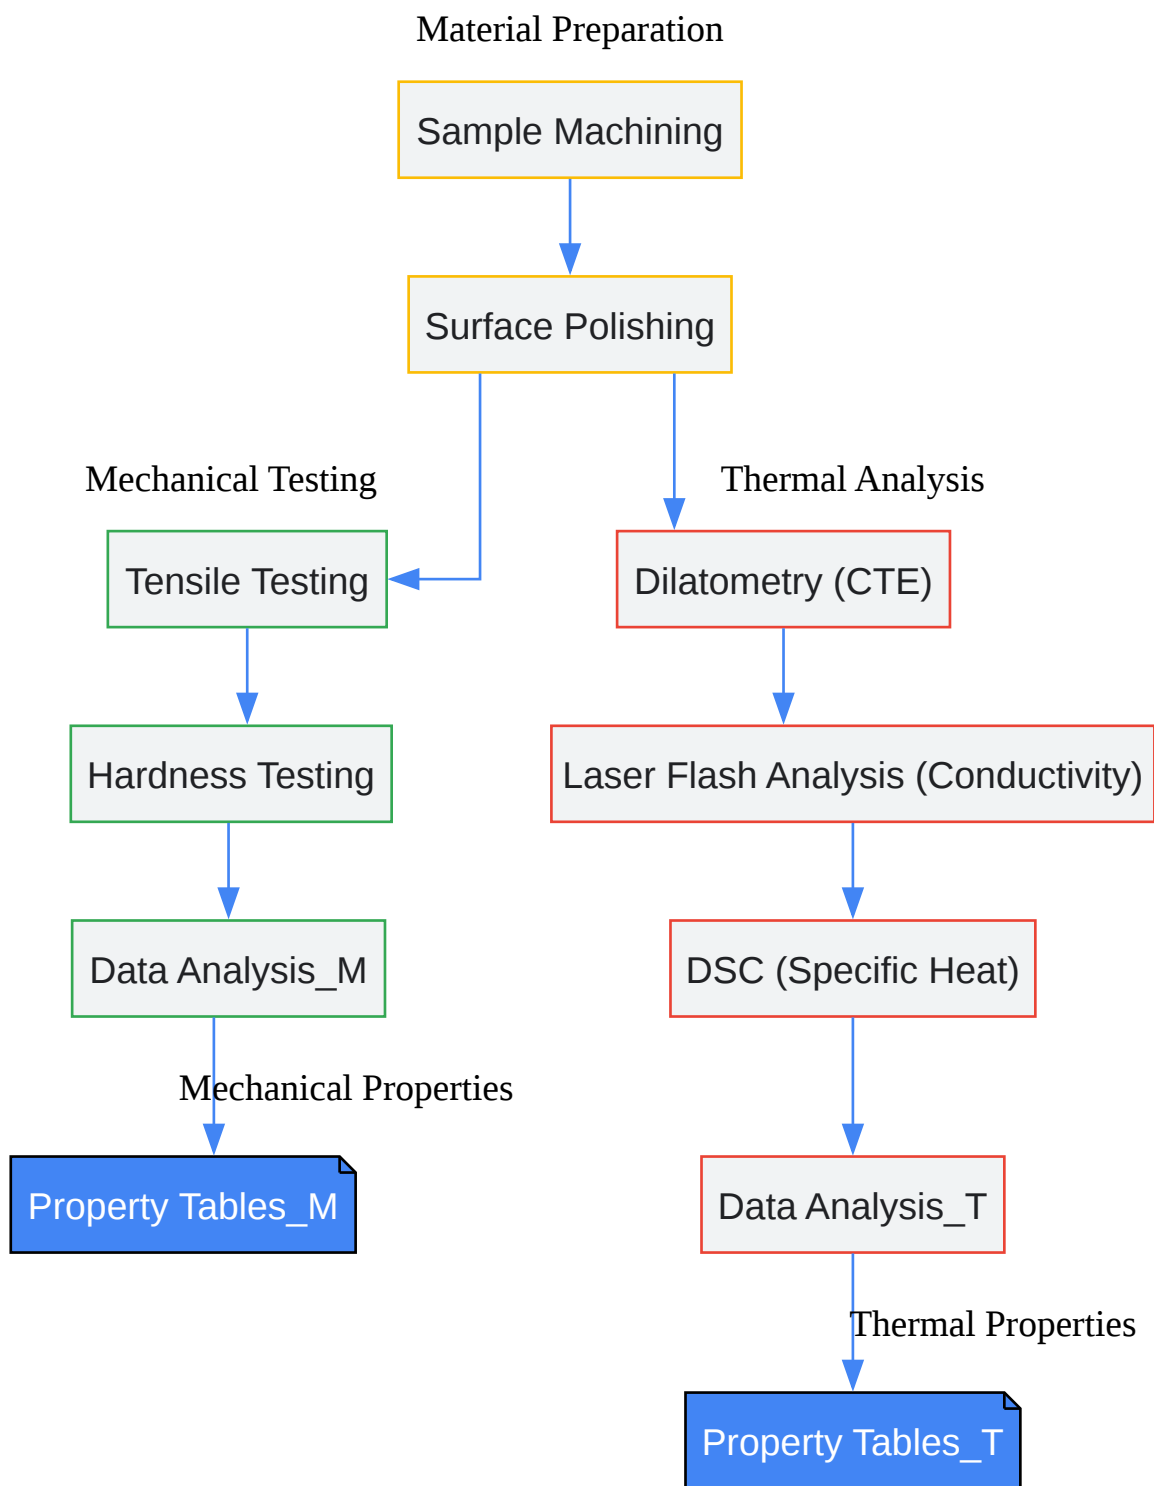 Material Preparation
Sample Machining
Surface Polishing
Mechanical Testing
Thermal Analysis
Tensile Testing
Dilatometry (CTE)
Hardness Testing
Laser Flash Analysis (Conductivity)
Data Analysis_M
DSC (Specific Heat)
Mechanical Properties
Property Tables_M
Data Analysis_T
Thermal Properties
Property Tables_T